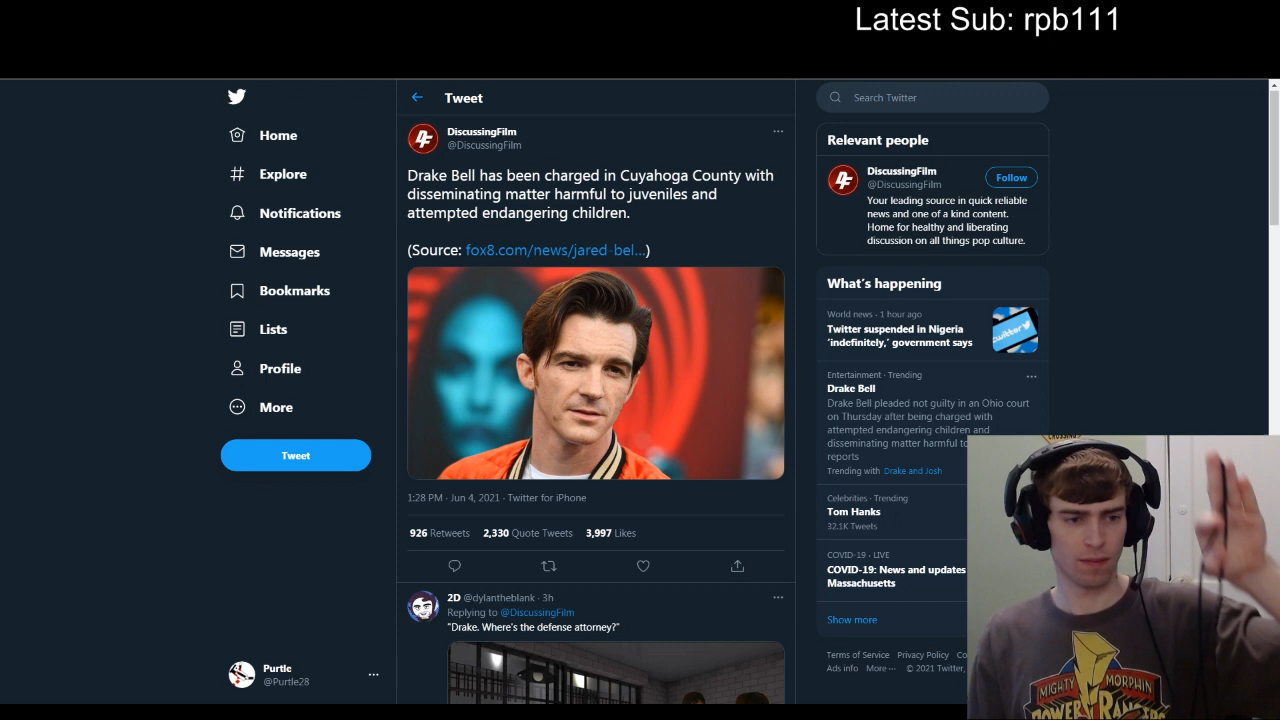 Latest Sub: rpb111
Home
Explore
Notifications
Messages
Bookmarks
Lists
Profile
More
Tweet
Purtle
@Purtle28
Tweet
DiscussingFilm
@DiscussingFilm
Drake Bell has been charged in Cuyahoga County with
disseminating matter harmful to juveniles and
attempted endangering children.
(Source: fox8.com/news/jared-bel...)
1:28 PM · Jun 4, 2021 · Twitter for iPhone
926 Retweets 2,330 Quote Tweets 3,997 Likes
2D @dylantheblank · 3h
Replying to @DiscussingFilm
"Drake. Where's the defense attorney?"
Search Twitter
Relevant people
DiscussingFilm
@DiscussingFilm
Follow
Your leading source in quick reliable
news and one of a kind content.
Home for healthy and liberating
discussion on all things pop culture.
What's happening
World news · 1 hour ago
Twitter suspended in Nigeria
'indefinitely,' government says
twitter
Entertainment · Trending
Drake Bell
Drake Bell pleaded not guilty in an Ohio court
on Thursday after being charged with
attempted endangering children and
disseminating matter harmful to
reports
Trending with Drake and Josh
Celebrities · Trending
Tom Hanks
32.1K Tweets
COVID-19 · LIVE
COVID-19: News and updates
Massachusetts
Show more
Terms of Service Privacy Policy Co
Ads info More ··· © 2021 Twitter,
MIGHTY MORPHIN
POWER RANGERS